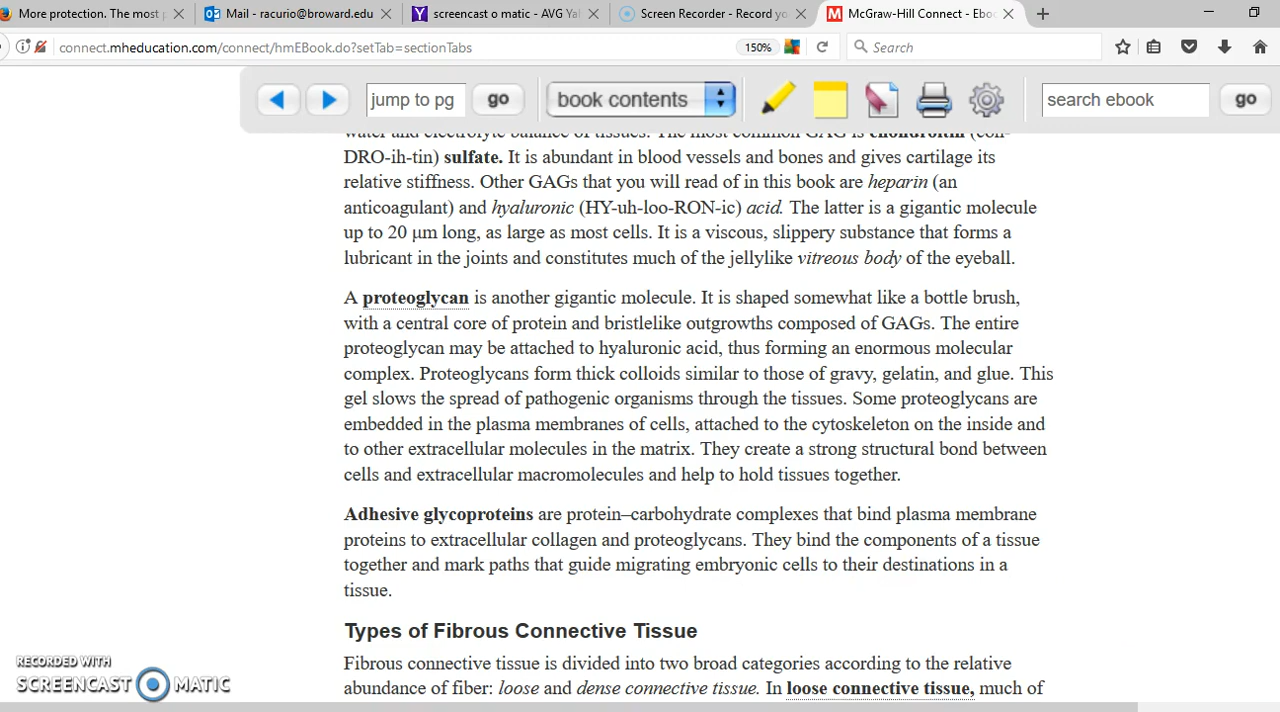 More protection. The most p
Mail - racurio@broward.edu
screencast o matic - AVG Ya
Screen Recorder - Record yo
McGraw-Hill Connect - Eboo
connect.mheducation.com/connect/hmEBook.do?setTab=sectionTabs
150%
Search
jump to pg
go
book contents
search ebook
go
water and electrolyte balance of tissues. The most common GAG is chondroitin (con-
DRO-ih-tin) sulfate. It is abundant in blood vessels and bones and gives cartilage its
relative stiffness. Other GAGs that you will read of in this book are heparin (an
anticoagulant) and hyaluronic (HY-uh-loo-RON-ic) acid. The latter is a gigantic molecule
up to 20 μm long, as large as most cells. It is a viscous, slippery substance that forms a
lubricant in the joints and constitutes much of the jellylike vitreous body of the eyeball.
A proteoglycan is another gigantic molecule. It is shaped somewhat like a bottle brush,
with a central core of protein and bristlelike outgrowths composed of GAGs. The entire
proteoglycan may be attached to hyaluronic acid, thus forming an enormous molecular
complex. Proteoglycans form thick colloids similar to those of gravy, gelatin, and glue. This
gel slows the spread of pathogenic organisms through the tissues. Some proteoglycans are
embedded in the plasma membranes of cells, attached to the cytoskeleton on the inside and
to other extracellular molecules in the matrix. They create a strong structural bond between
cells and extracellular macromolecules and help to hold tissues together.
Adhesive glycoproteins are protein–carbohydrate complexes that bind plasma membrane
proteins to extracellular collagen and proteoglycans. They bind the components of a tissue
together and mark paths that guide migrating embryonic cells to their destinations in a
tissue.
Types of Fibrous Connective Tissue
Fibrous connective tissue is divided into two broad categories according to the relative
abundance of fiber: loose and dense connective tissue. In loose connective tissue, much of
RECORDED WITH
SCREENCAST O MATIC